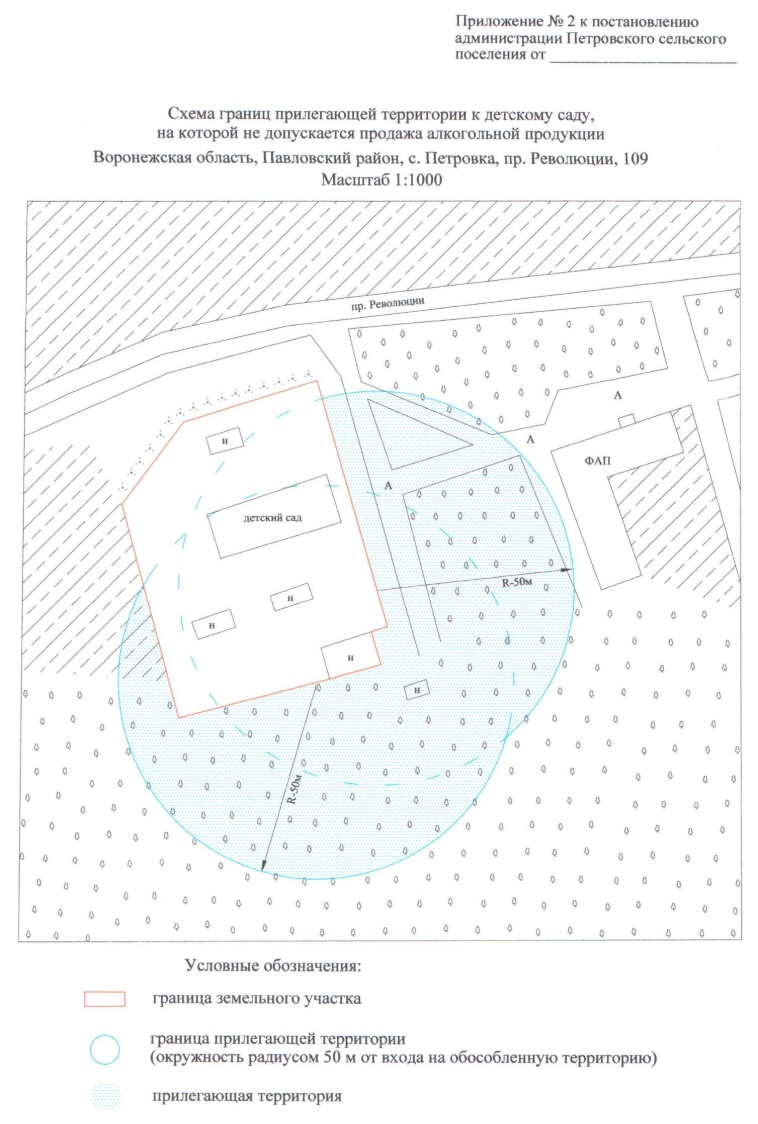 Приложение № 2 к постановлению
администрации Петровского сельского
поселения от
Схема границ прилегающей территории к детскому саду,
на которой не допускается продажа алкогольной продукции
Воронежская область, Павловский район, с. Петровка, пр. Революции, 109
Масштаб 1:1000
пр. Революции
А
А
н
ФАП
А
детский сад
R-50м
н
н
н
н
R-50м
Условные обозначения:
граница земельного участка
граница прилегающей территории
(окружность радиусом 50 м от входа на обособленную территорию)
прилегающая территория